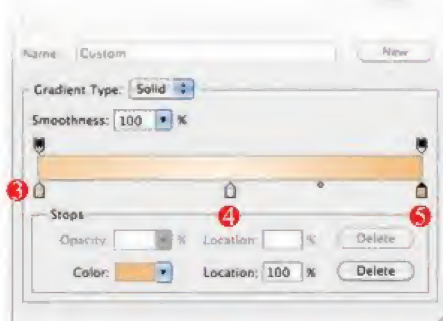 Name: Custom New
Gradient Type: Solid
Smoothness: 100 %
3 4 5
Stops
Opacity: % Location: % Delete
Color: Location: 100 % Delete